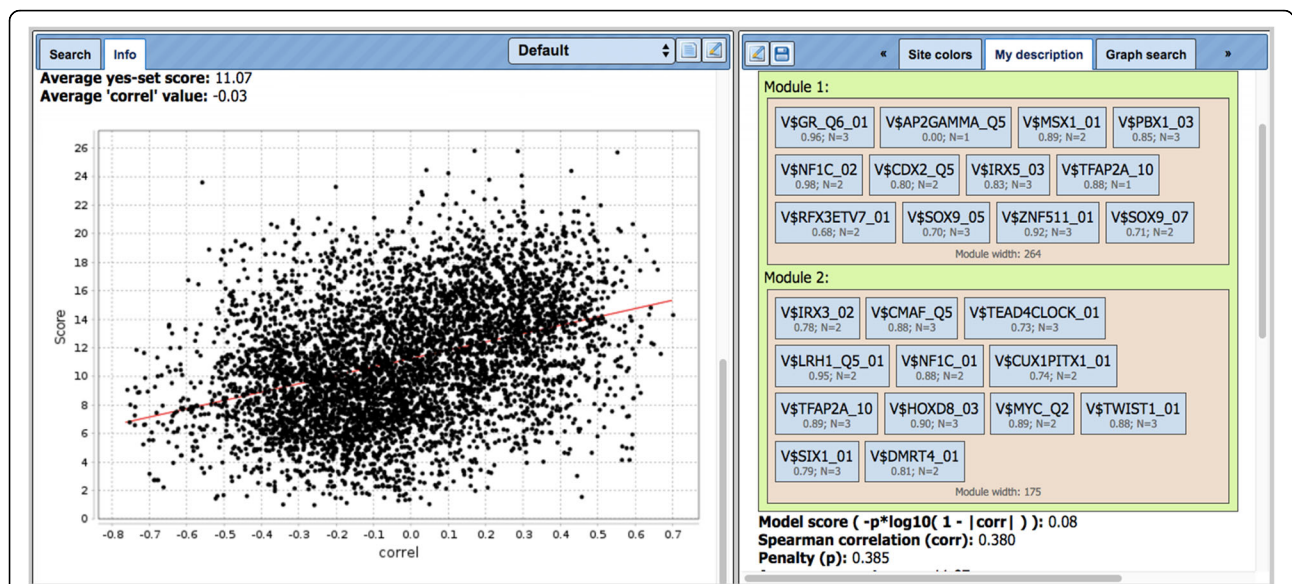 Search Info Default
Average yes-set score: 11.07
Average 'correl' value: -0.03
26
24
22
20
18
16
14
12
10
8
6
4
2
0
Score
-0.8 -0.7 -0.6 -0.5 -0.4 -0.3 -0.2 -0.1 0.0 0.1 0.2 0.3 0.4 0.5 0.6 0.7
correl
« Site colors My description Graph search »
Module 1:
V$GR_Q6_01 V$AP2GAMMA_Q5 V$MSX1_01 V$PBX1_03
0.96; N=3 0.00; N=1 0.89; N=2 0.85; N=3
V$NF1C_02 V$CDX2_Q5 V$IRX5_03 V$TFAP2A_10
0.98; N=2 0.80; N=2 0.83; N=3 0.88; N=1
V$RFX3ETV7_01 V$SOX9_05 V$ZNF511_01 V$SOX9_07
0.68; N=2 0.70; N=3 0.92; N=3 0.71; N=2
Module width: 264
Module 2:
V$IRX3_02 V$CMAF_Q5 V$TEAD4CLOCK_01
0.78; N=2 0.88; N=3 0.73; N=3
V$LRH1_Q5_01 V$NF1C_01 V$CUX1PITX1_01
0.95; N=2 0.88; N=2 0.74; N=2
V$TFAP2A_10 V$HOXD8_03 V$MYC_Q2 V$TWIST1_01
0.89; N=3 0.90; N=3 0.89; N=2 0.88; N=3
V$SIX1_01 V$DMRT4_01
0.79; N=3 0.81; N=2
Module width: 175
Model score ( -p*log10( 1 - |corr| ) ): 0.08
Spearman correlation (corr): 0.380
Penalty (p): 0.385